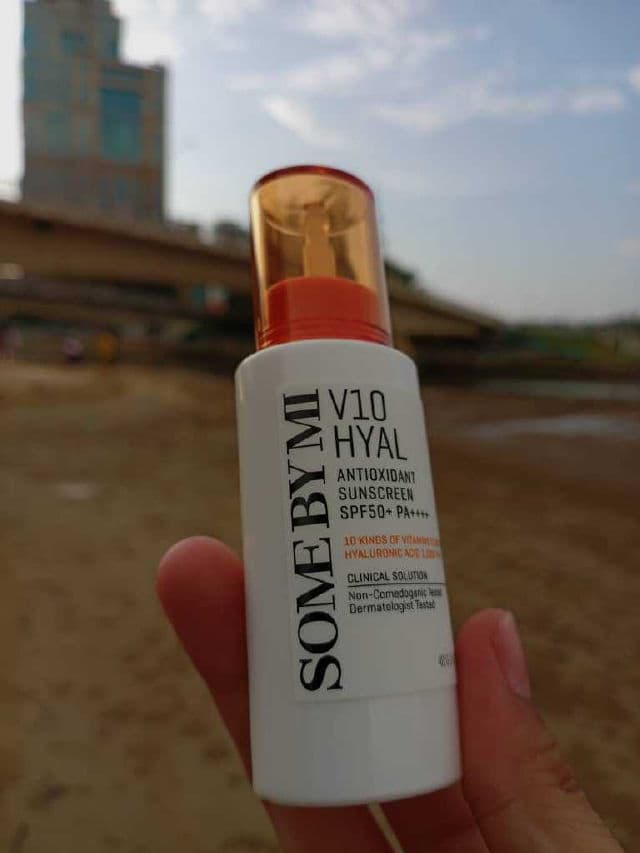 SOME BY MI
V10
HYAL
ANTIOXIDANT
SUNSCREEN
SPF50+ PA++++
10 KINDS OF
HYALURONIC ACID
CLINICAL SOLUTION
Non-Comedogenic Tested
Dermatologist Tested